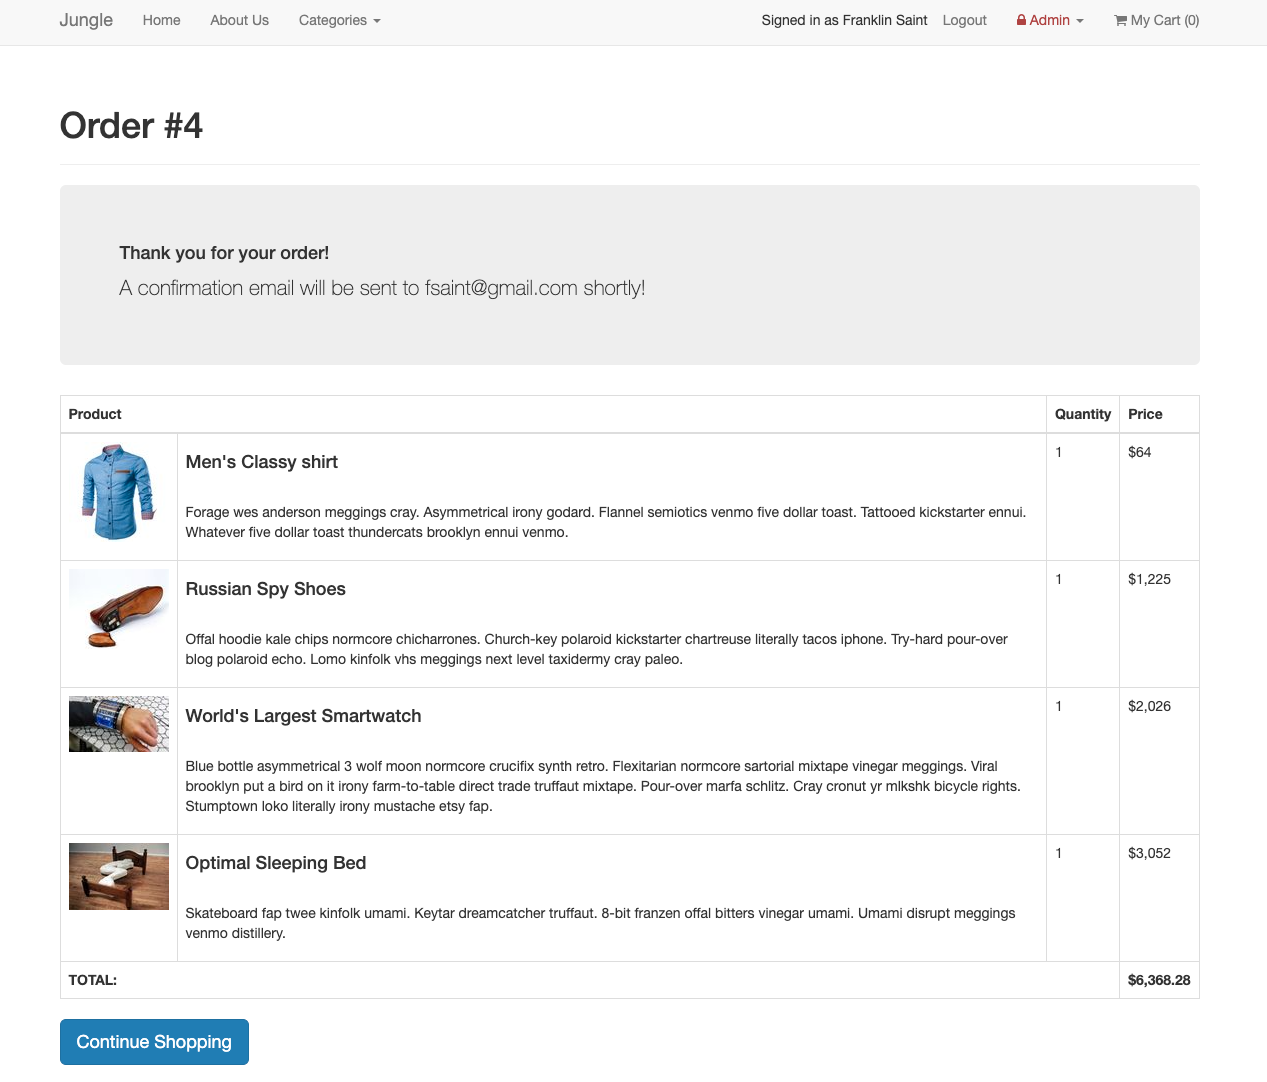 Jungle Home About Us Categories Signed in as Franklin Saint Logout Admin My Cart (0)
Order #4
Thank you for your order!
A confirmation email will be sent to fsaint@gmail.com shortly!
Product Quantity Price
Men's Classy shirt 1 $64
Forage wes anderson meggings cray. Asymmetrical irony godard. Flannel semiotics venmo five dollar toast. Tattooed kickstarter ennui.
Whatever five dollar toast thundercats brooklyn ennui venmo.
Russian Spy Shoes 1 $1,225
Offal hoodie kale chips normcore chicharrones. Church-key polaroid kickstarter chartreuse literally tacos iphone. Try-hard pour-over
blog polaroid echo. Lomo kinfolk vhs meggings next level taxidermy cray paleo.
World's Largest Smartwatch 1 $2,026
Blue bottle asymmetrical 3 wolf moon normcore crucifix synth retro. Flexitarian normcore sartorial mixtape vinegar meggings. Viral
brooklyn put a bird on it irony farm-to-table direct trade truffaut mixtape. Pour-over marfa schlitz. Cray cronut yr mlkshk bicycle rights.
Stumptown loko literally irony mustache etsy fap.
Optimal Sleeping Bed 1 $3,052
Skateboard fap twee kinfolk umami. Keytar dreamcatcher truffaut. 8-bit franzen offal bitters vinegar umami. Umami disrupt meggings
venmo distillery.
TOTAL: $6,368.28
Continue Shopping